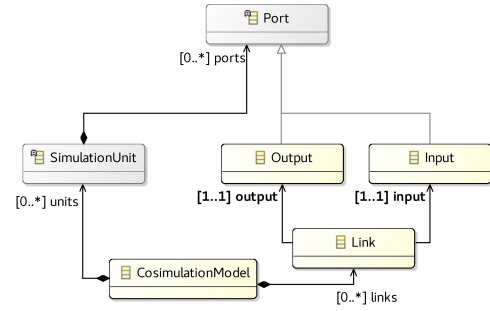 Port
[0..*] ports
SimulationUnit
Output
Input
[0..*] units
[1..1] output
[1..1] input
Link
CosimulationModel
[0..*] links